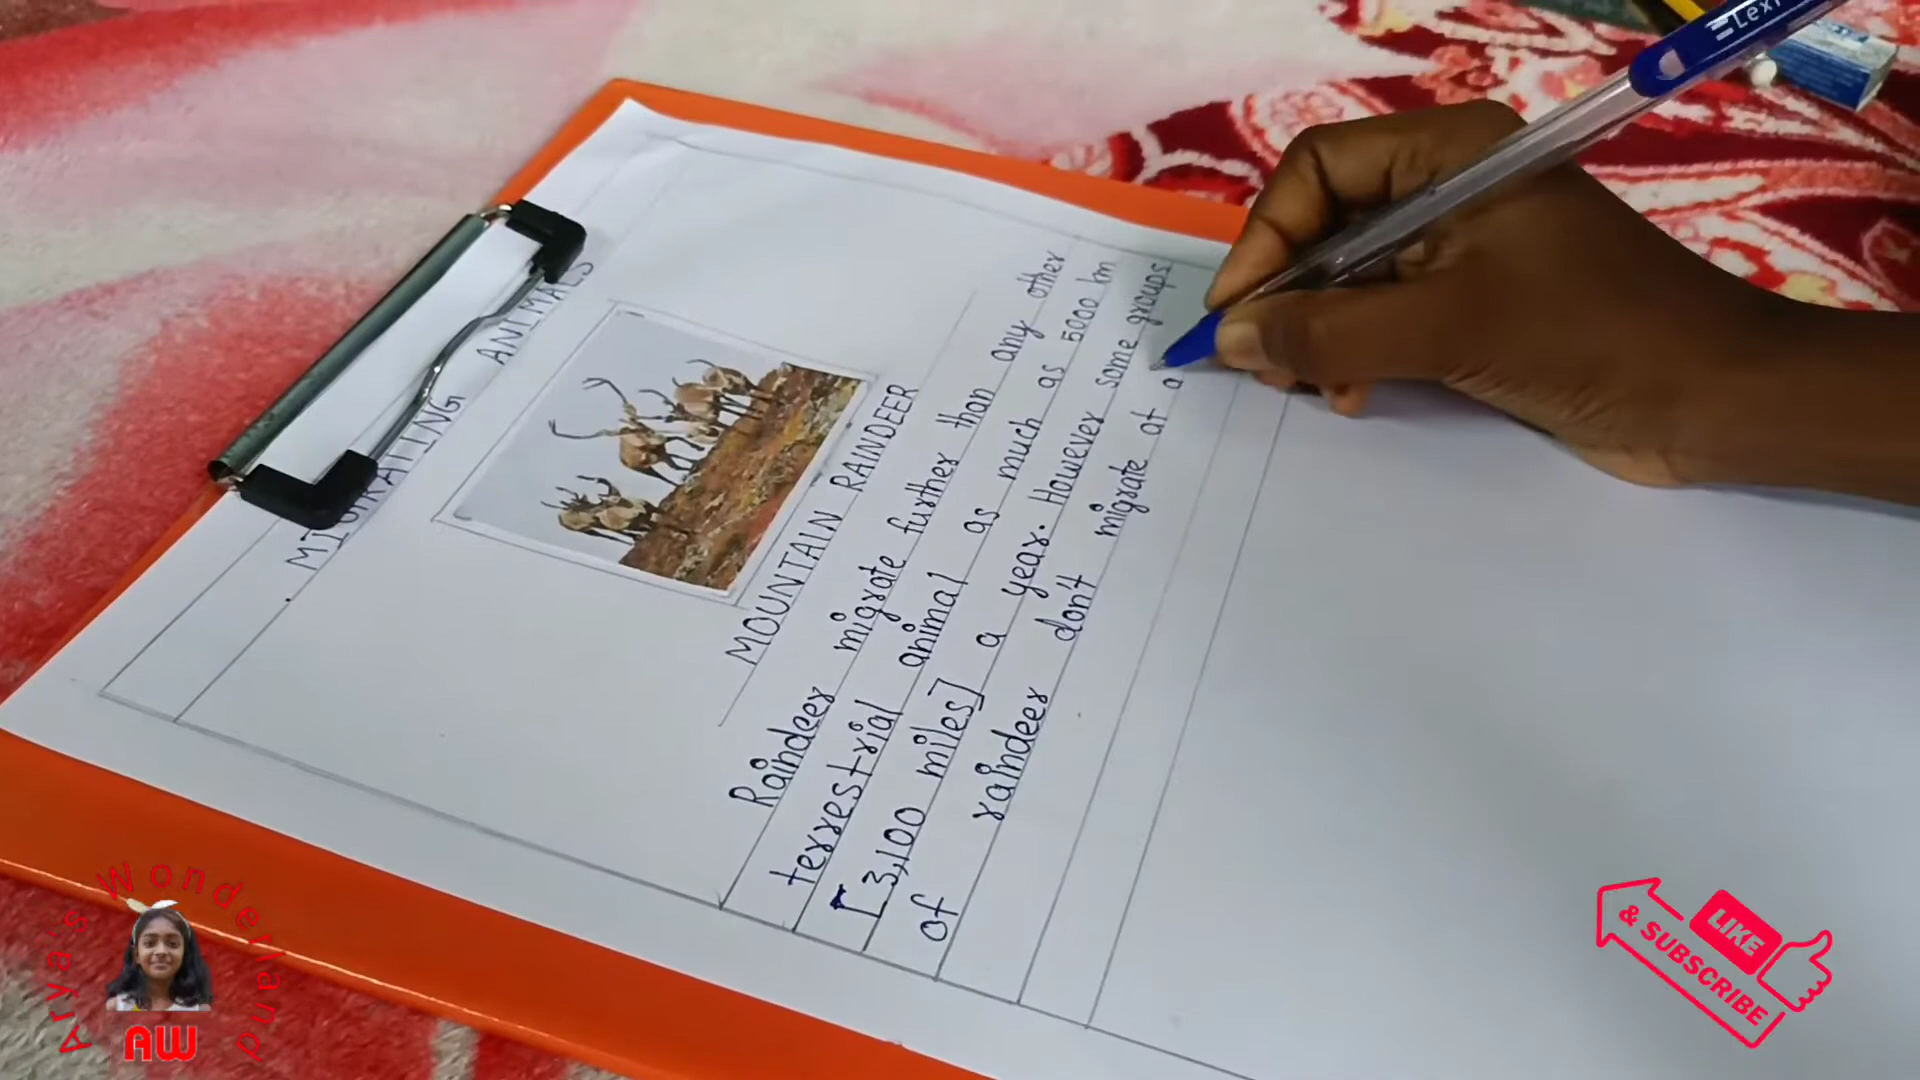 MIGRATING ANIMALS
MOUNTAIN RAINDEER
Raindeer migrate further than any other
terrestrial animal as much as 5000 km
[3,100 miles] a year. However some groups
of raindeer don't migrate at a
Lexi
Arya's Wonderland
AW
LIKE
& SUBSCRIBE